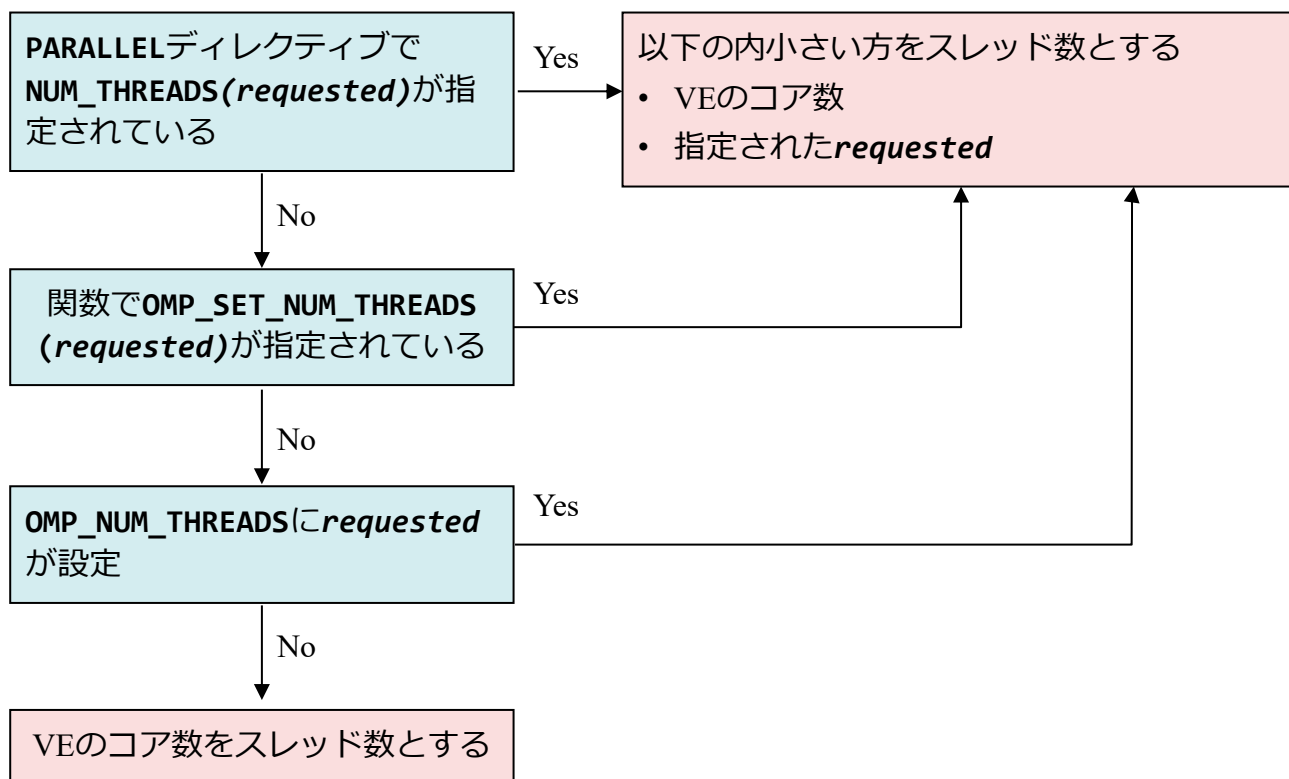 PARALLELディレクティブで
NUM_THREADS(requested)が指
定されている
Yes
以下の内小さい方をスレッド数とする
• VEのコア数
• 指定されたrequested
No
関数でOMP_SET_NUM_THREADS
(requested)が指定されている
Yes
No
OMP_NUM_THREADSにrequested
が設定
Yes
No
VEのコア数をスレッド数とする